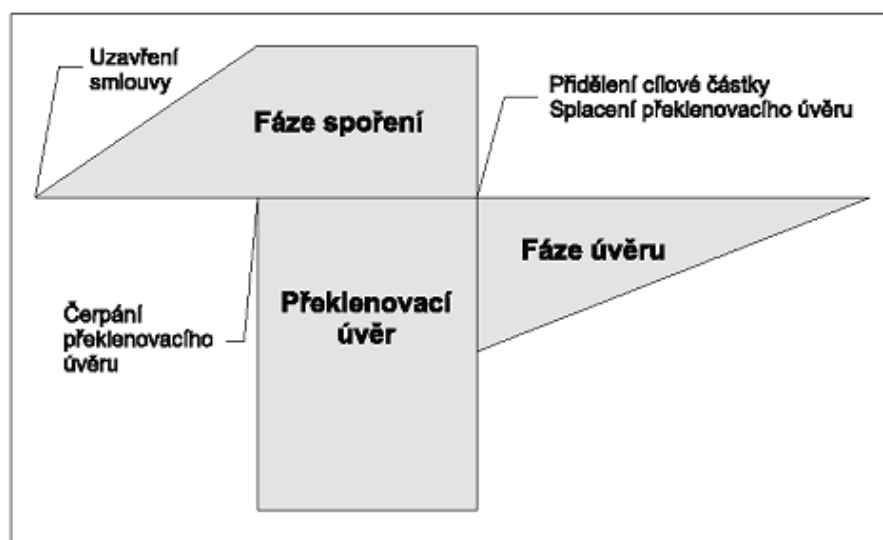 Uzavření
smlouvy
Fáze spoření
Přidělení cílové částky
Splacení překlenovacího úvěru
Fáze úvěru
Překlenovací
úvěr
Čerpání
překlenovacího
úvěru